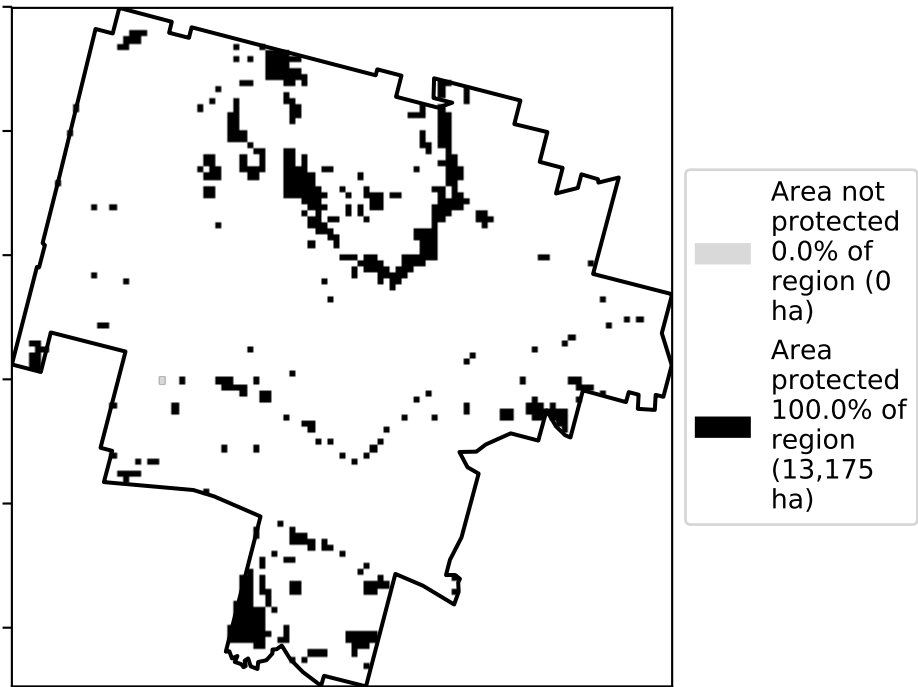 Area not
protected
0.0% of
region (0
ha)
Area
protected
100.0% of
region
(13,175
ha)